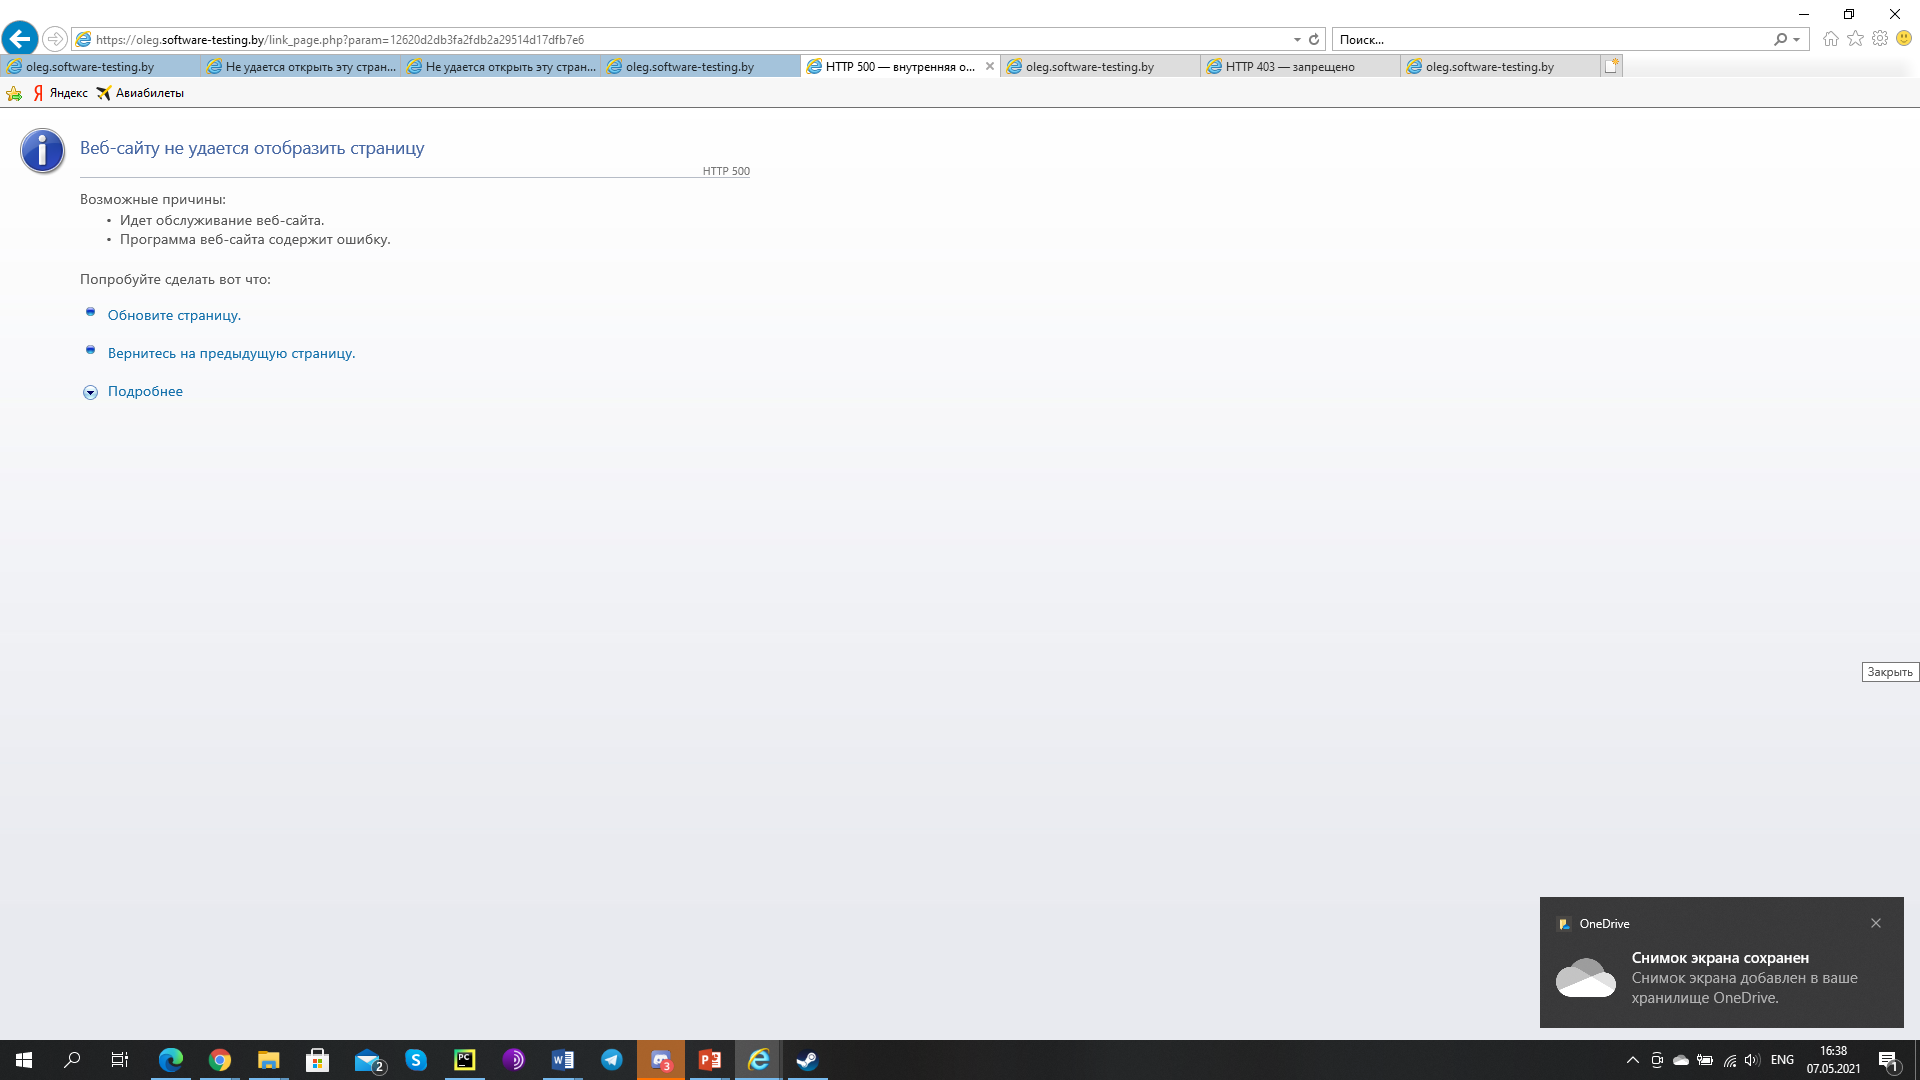 https://oleg.software-testing.by/link_page.php?param=12620d2db3fa2fdb2a29514d17dfb7e6
Поиск...
oleg.software-testing.by
Не удается открыть эту стран...
Не удается открыть эту стран...
oleg.software-testing.by
HTTP 500 — внутренняя о...
oleg.software-testing.by
HTTP 403 — запрещено
oleg.software-testing.by
Яндекс
Авиабилеты
Веб-сайту не удается отобразить страницу
HTTP 500
Возможные причины:
• Идет обслуживание веб-сайта.
• Программа веб-сайта содержит ошибку.
Попробуйте сделать вот что:
Обновите страницу.
Вернитесь на предыдущую страницу.
Подробнее
Закрыть
OneDrive
Снимок экрана сохранен
Снимок экрана добавлен в ваше
хранилище OneDrive.
2
PC
3
ENG
16:38
07.05.2021
1